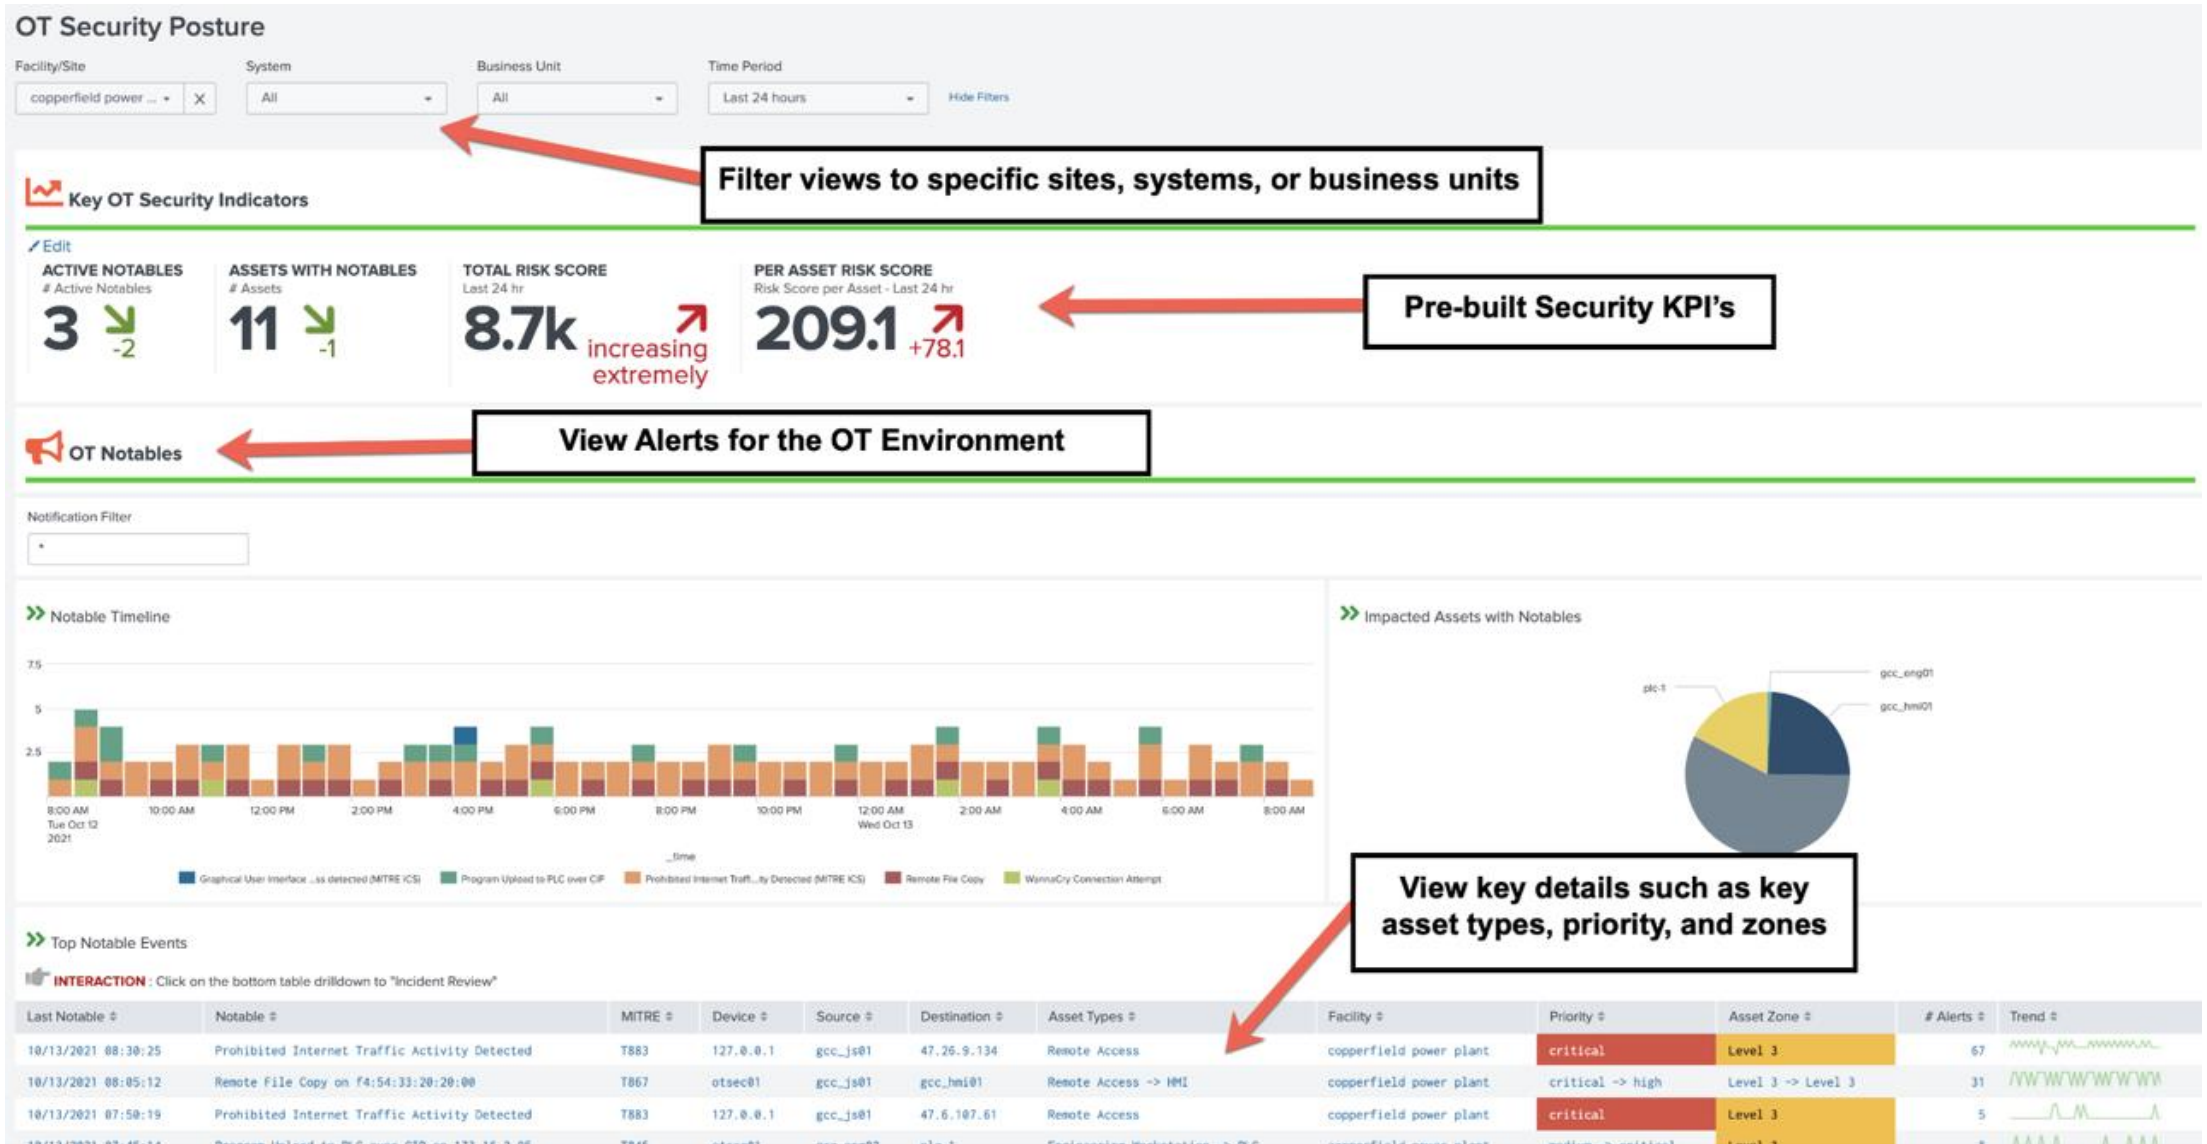 OT Security Posture
Facility/Site System Business Unit Time Period
copperfield power ... X All All Last 24 hours Hide Filters
Filter views to specific sites, systems, or business units
Key OT Security Indicators
Edit
ACTIVE NOTABLES ASSETS WITH NOTABLES TOTAL RISK SCORE PER ASSET RISK SCORE
# Active Notables # Assets Last 24 hr Risk Score per Asset - Last 24 hr
3 -2 11 -1 8.7k increasing extremely 209.1 +78.1
Pre-built Security KPI's
OT Notables
View Alerts for the OT Environment
Notification Filter
*
Notable Timeline
7.5
5
2.5
8:00 AM 10:00 AM 12:00 PM 2:00 PM 4:00 PM 6:00 PM 8:00 PM 10:00 PM 12:00 AM 2:00 AM 4:00 AM 6:00 AM 8:00 AM
Tue Oct 12 Wed Oct 13
2021
_time
Graphical User Interface ...ss detected (MITRE ICS) Program Upload to PLC over CIP Prohibited Internet Traff...ty Detected (MITRE ICS) Remote File Copy WannaCry Connection Attempt
Impacted Assets with Notables
gcc_eng01
plc-1
gcc_hmi01
View key details such as key
asset types, priority, and zones
Top Notable Events
INTERACTION : Click on the bottom table drilldown to "Incident Review"
Last Notable Notable MITRE Device Source Destination Asset Types Facility Priority Asset Zone # Alerts Trend
10/13/2021 08:30:25 Prohibited Internet Traffic Activity Detected T883 127.0.0.1 gcc_js01 47.26.9.134 Remote Access copperfield power plant critical Level 3 67
10/13/2021 08:05:12 Remote File Copy on f4:54:33:20:20:00 T867 otsec01 gcc_js01 gcc_hmi01 Remote Access -> HMI copperfield power plant critical -> high Level 3 -> Level 3 31
10/13/2021 07:50:19 Prohibited Internet Traffic Activity Detected T883 127.0.0.1 gcc_js01 47.6.107.61 Remote Access copperfield power plant critical Level 3 5